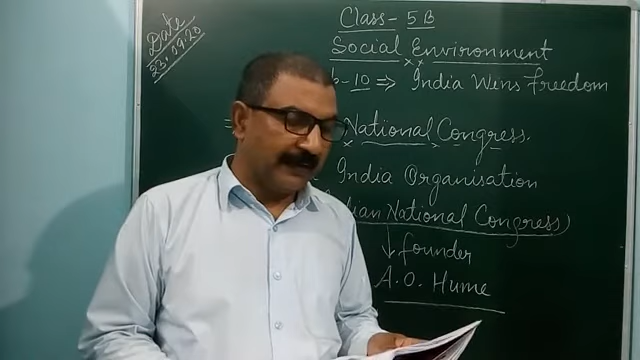 Date
23.09.20
Class- 5 B
Social Environment
-10 ⇒ India Wins Freedom
= National Congress.
India Organisation
Indian National Congress)
↓ founder
A.O. Hume